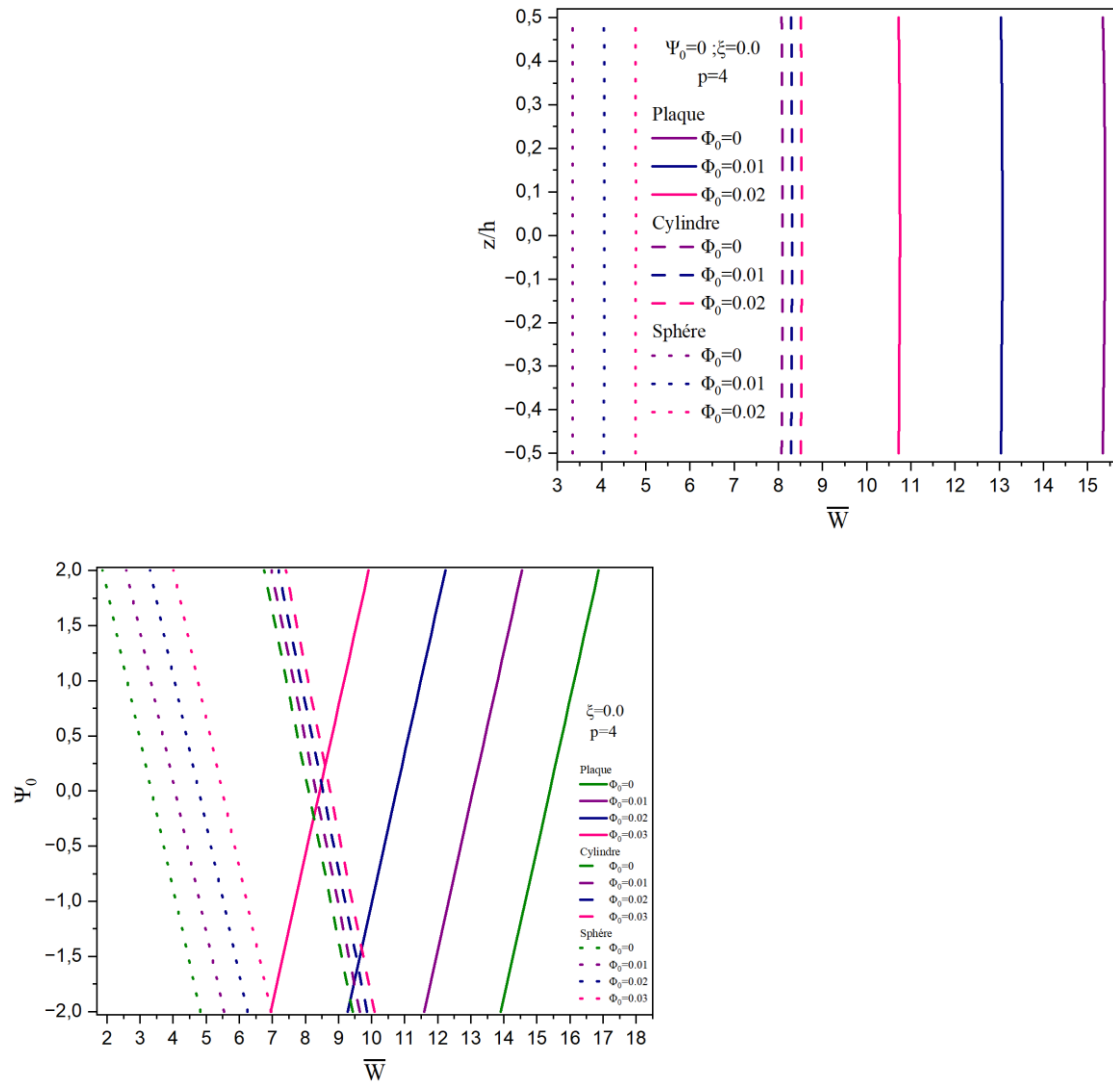 0,5
0,4
0,3
0,2
0,1
0,0
−0,1
−0,2
−0,3
−0,4
−0,5
z/h
Ψ₀=0 ;ξ=0.0
p=4
Plaque
Φ₀=0
Φ₀=0.01
Φ₀=0.02
Cylindre
Φ₀=0
Φ₀=0.01
Φ₀=0.02
Sphére
Φ₀=0
Φ₀=0.01
Φ₀=0.02
3 4 5 6 7 8 9 10 11 12 13 14 15
W̅
2,0
1,5
1,0
0,5
0,0
−0,5
−1,0
−1,5
−2,0
Ψ₀
ξ=0.0
p=4
Plaque
Φ₀=0
Φ₀=0.01
Φ₀=0.02
Φ₀=0.03
Cylindre
Φ₀=0
Φ₀=0.01
Φ₀=0.02
Φ₀=0.03
Sphére
Φ₀=0
Φ₀=0.01
Φ₀=0.02
Φ₀=0.03
2 3 4 5 6 7 8 9 10 11 12 13 14 15 16 17 18
W̅